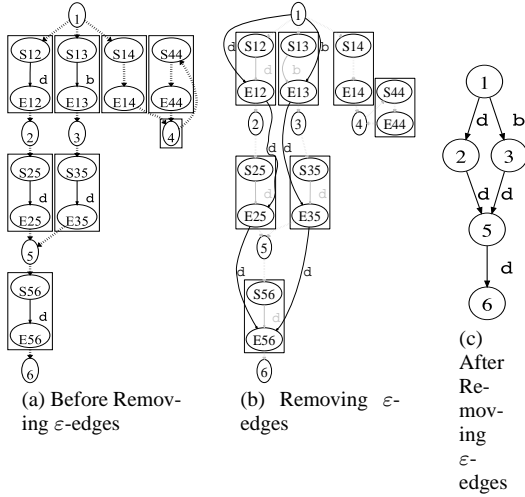 1
S12 S13 S14 S44
d b
E12 E13 E14 E44
2 3 4
S25 S35
d d
E25 E35
5
S56
d
E56
6
(a) Before Remov-
ing ε-edges
1
d S12 S13 b S14
d b
E12 E13 E14 S44
2 3 4 E44
d d
S25 S35
d d
E25 E35
5
d d
S56
d
E56
6
(b) Removing ε-
edges
1
d b
2 3
d d
5
d
6
(c)
After
Re-
mov-
ing
ε-
edges